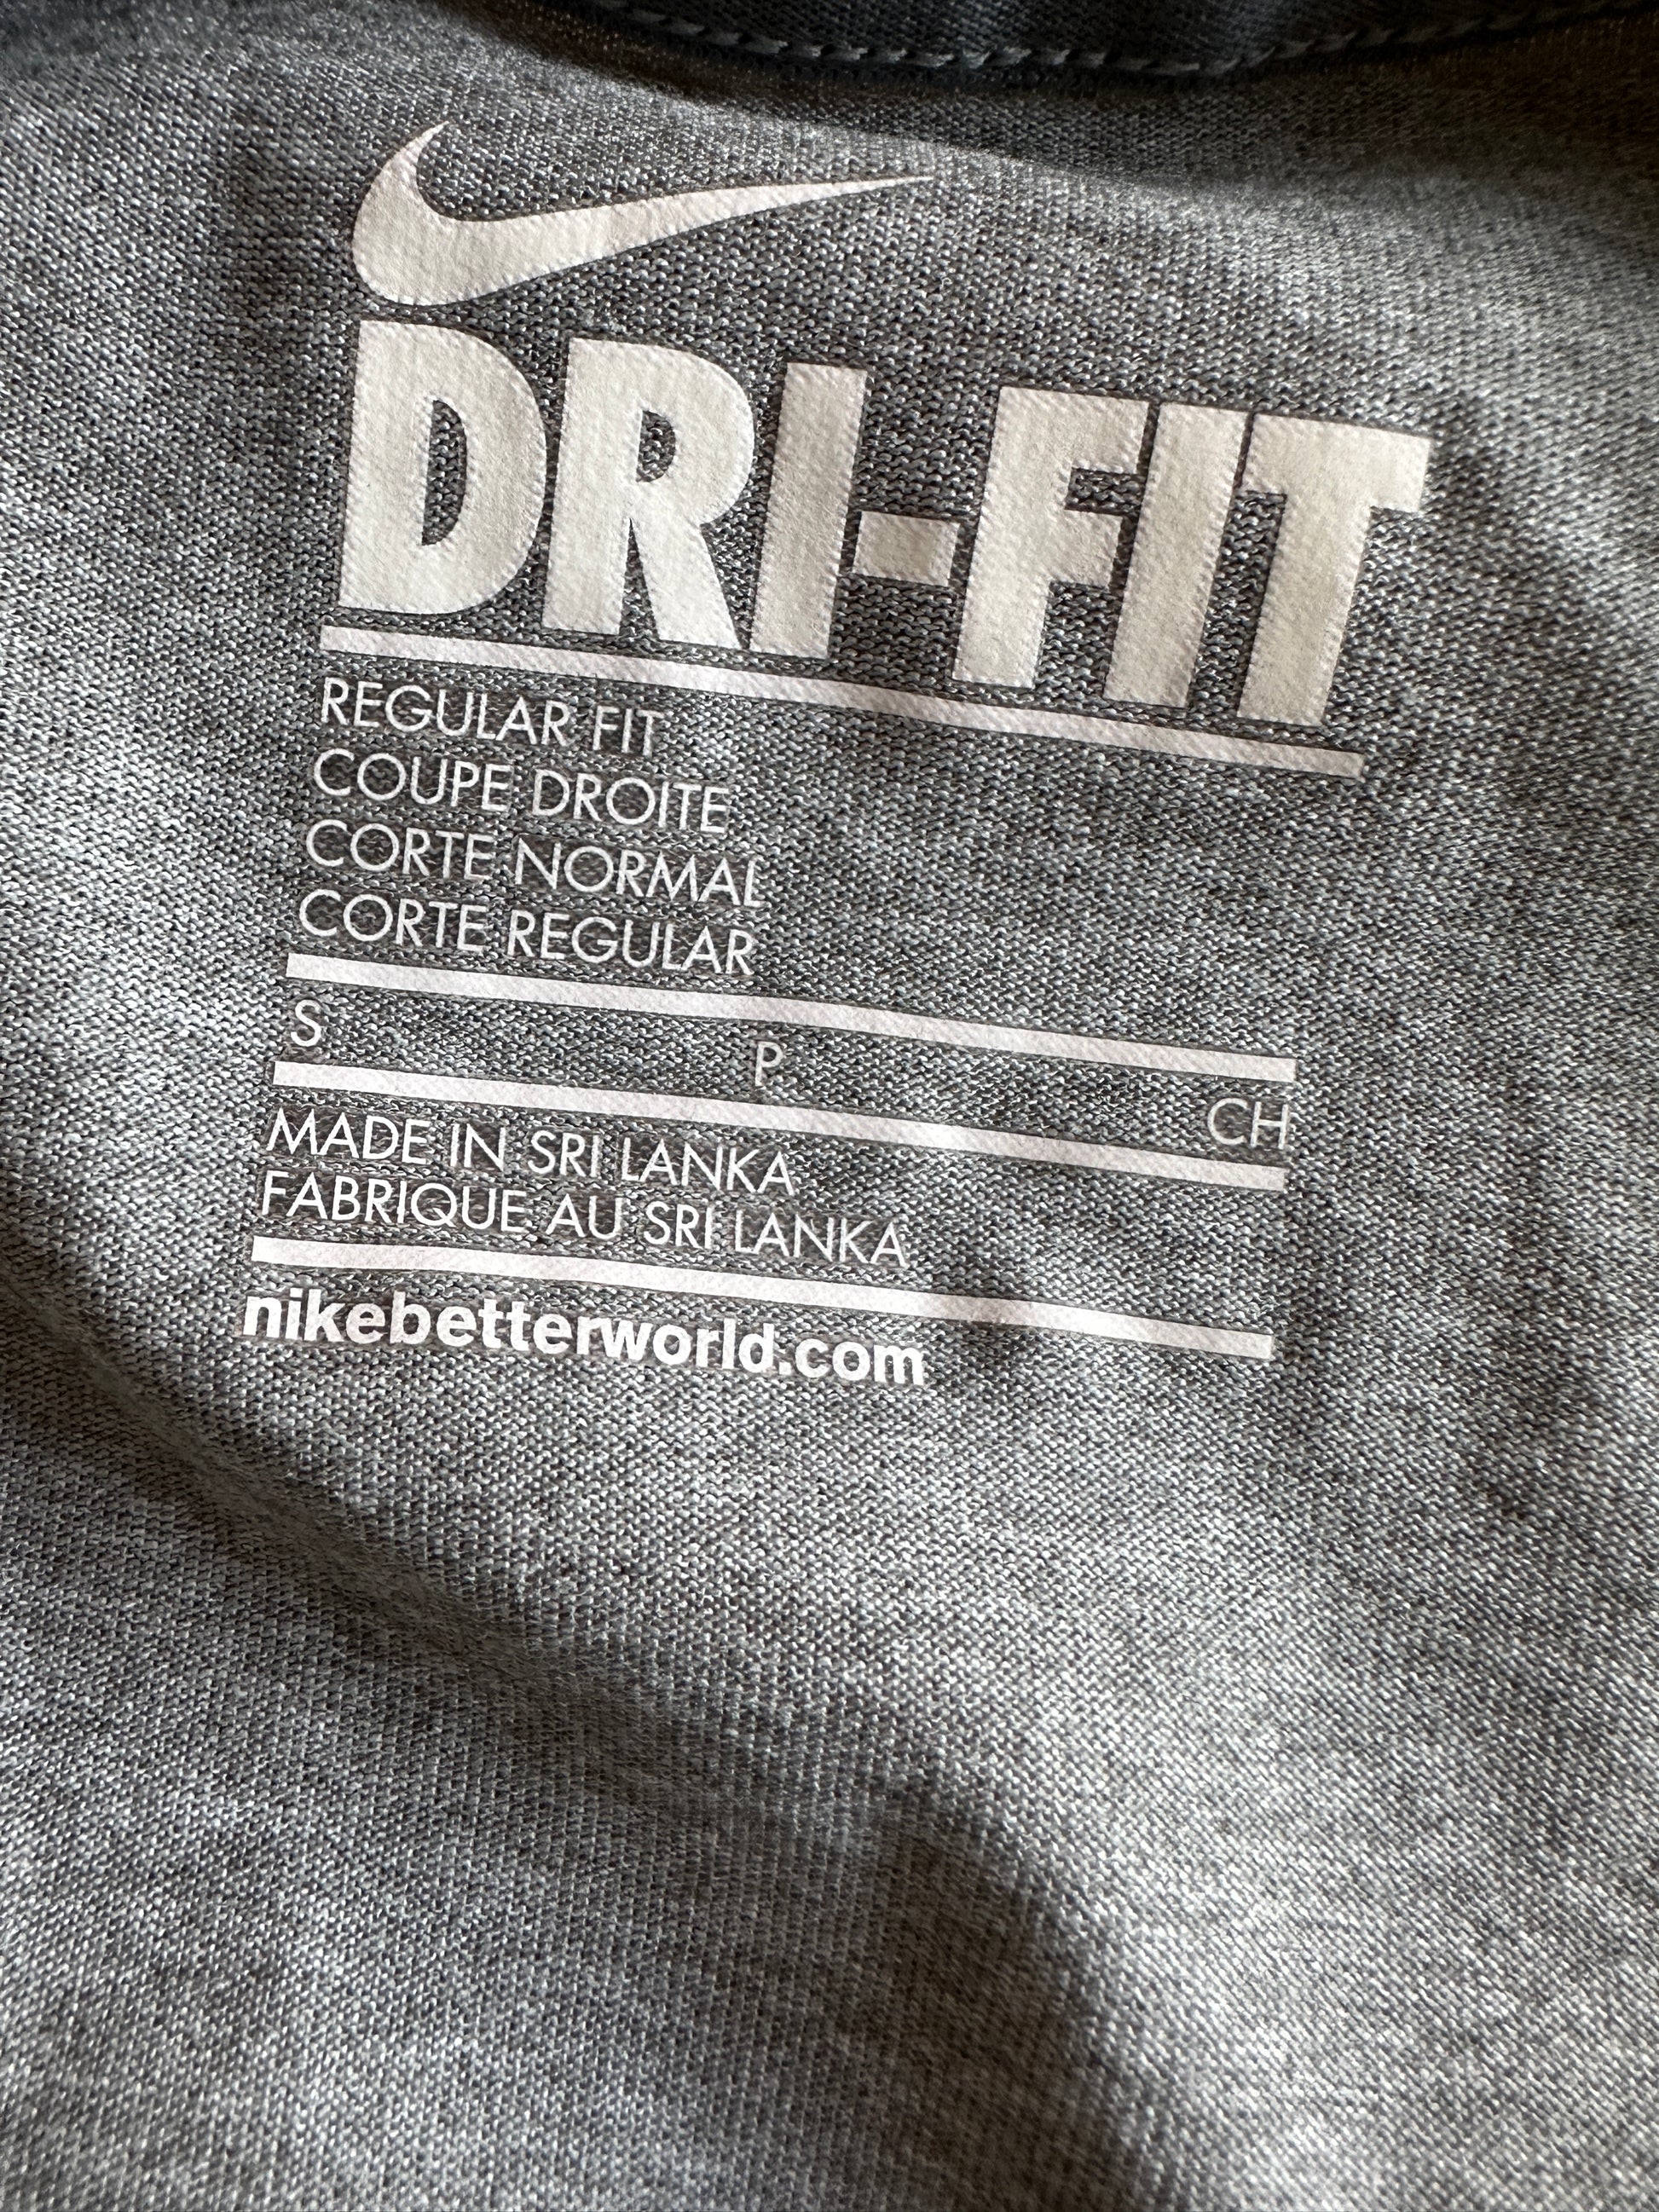 DRI-FIT
REGULAR FIT
COUPE DROITE
CORTE NORMAL
CORTE REGULAR
S P CH
MADE IN SRI LANKA
FABRIQUE AU SRI LANKA
nikebetterworld.com